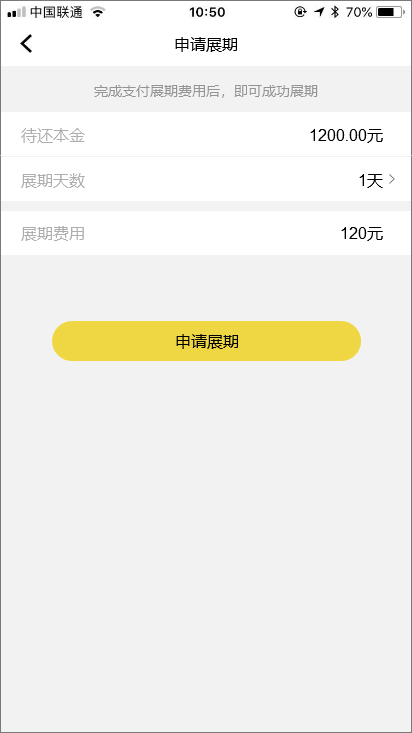 中国联通 10:50 70%
申请展期
完成支付展期费用后，即可成功展期
待还本金 1200.00元
展期天数 1天
展期费用 120元
申请展期